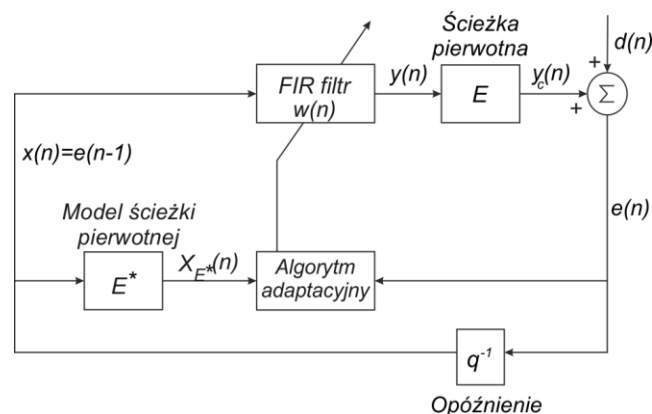 Ścieżka
pierwotna
d(n)
+
FIR filtr
w(n)
y(n)
E
y_c(n)
+
Σ
x(n)=e(n-1)
e(n)
Model ścieżki
pierwotnej
E*
X_E*(n)
Algorytm
adaptacyjny
q⁻¹
Opóźnienie